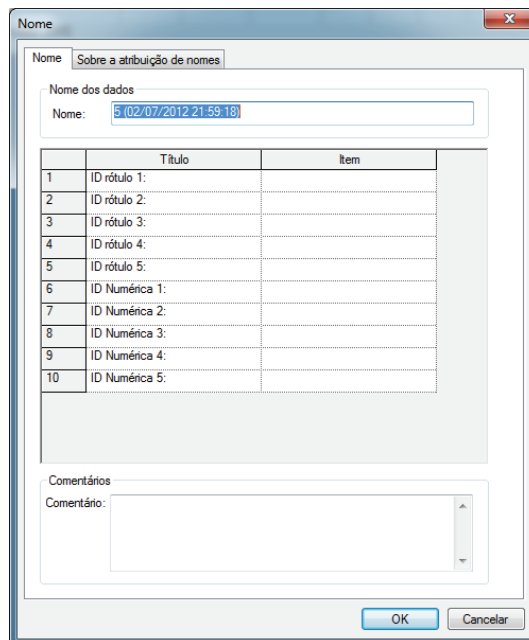 Nome
Nome Sobre a atribuição de nomes
Nome dos dados
Nome: 5 (02/07/2012 21:59:18)
Título Item
1 ID rótulo 1:
2 ID rótulo 2:
3 ID rótulo 3:
4 ID rótulo 4:
5 ID rótulo 5:
6 ID Numérica 1:
7 ID Numérica 2:
8 ID Numérica 3:
9 ID Numérica 4:
10 ID Numérica 5:
Comentários
Comentário:
OK Cancelar